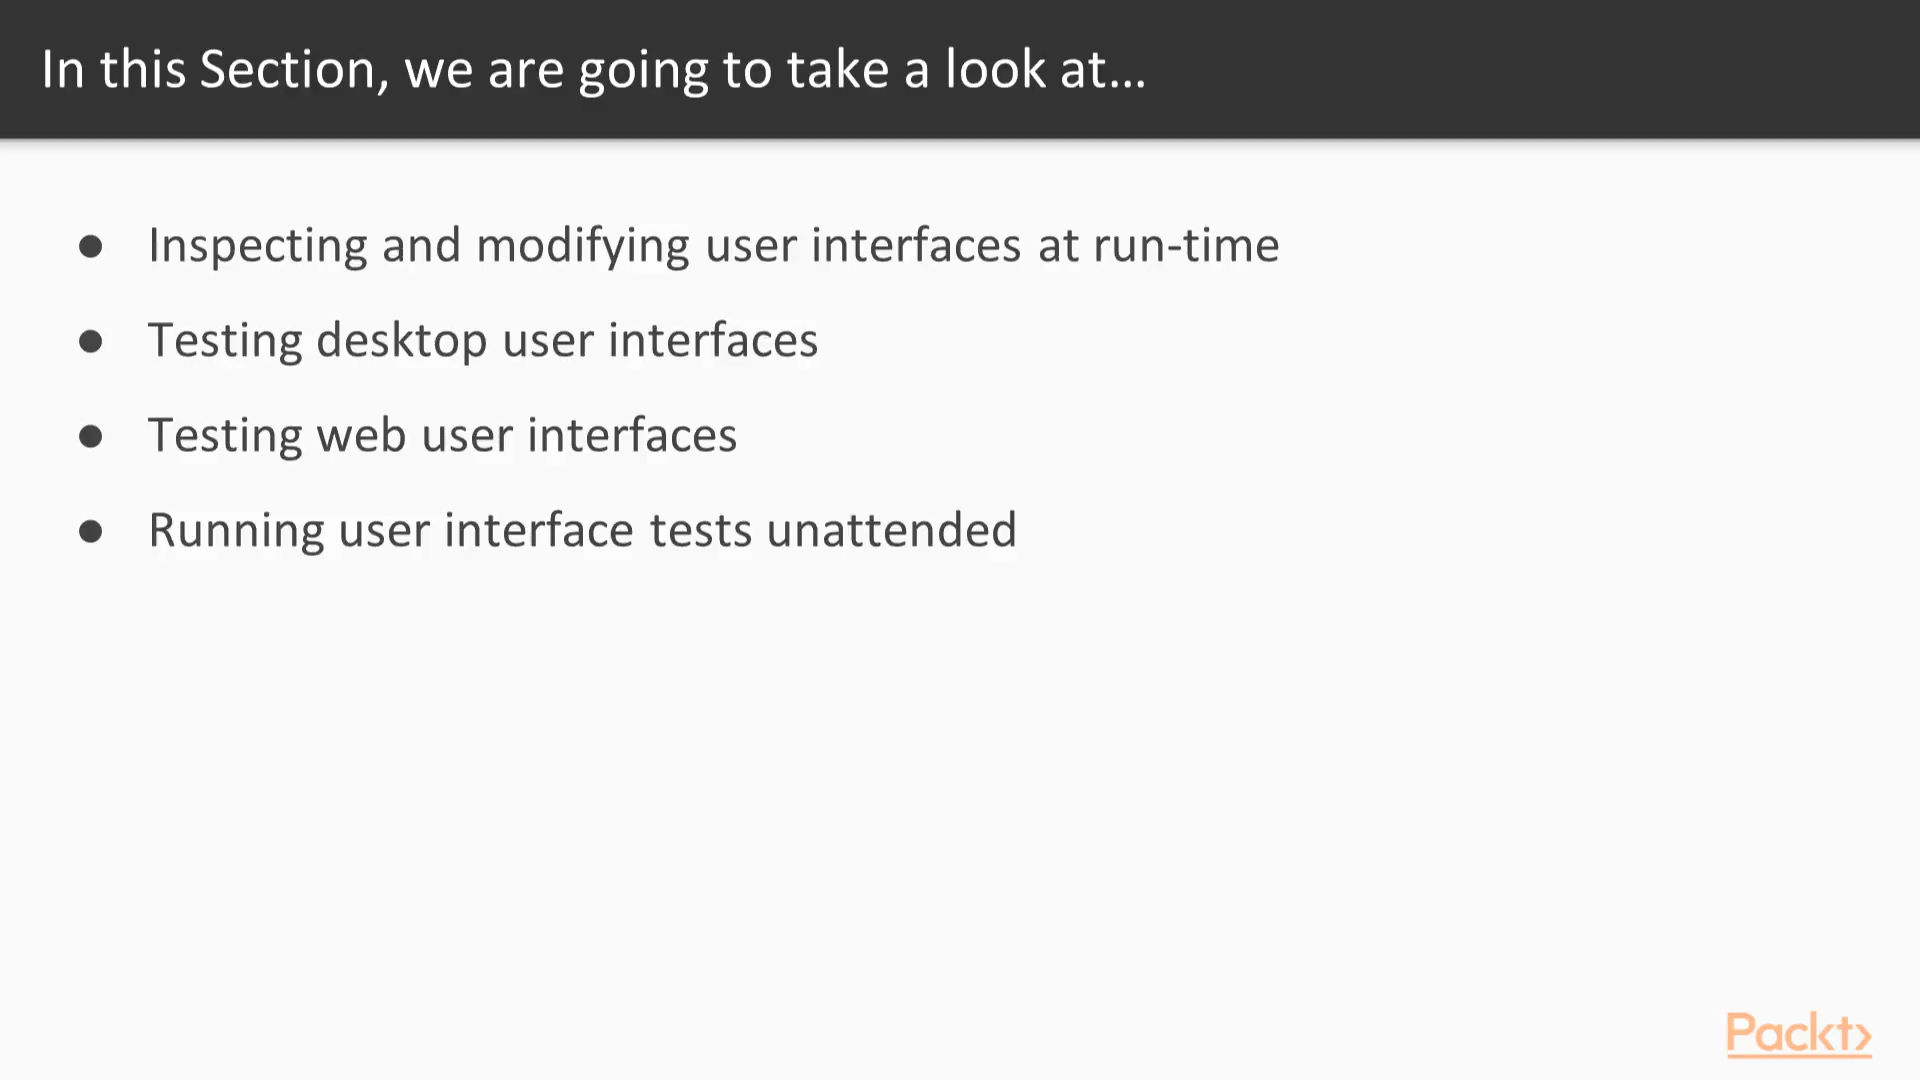 In this Section, we are going to take a look at...
● Inspecting and modifying user interfaces at run-time
● Testing desktop user interfaces
● Testing web user interfaces
● Running user interface tests unattended
Packt>